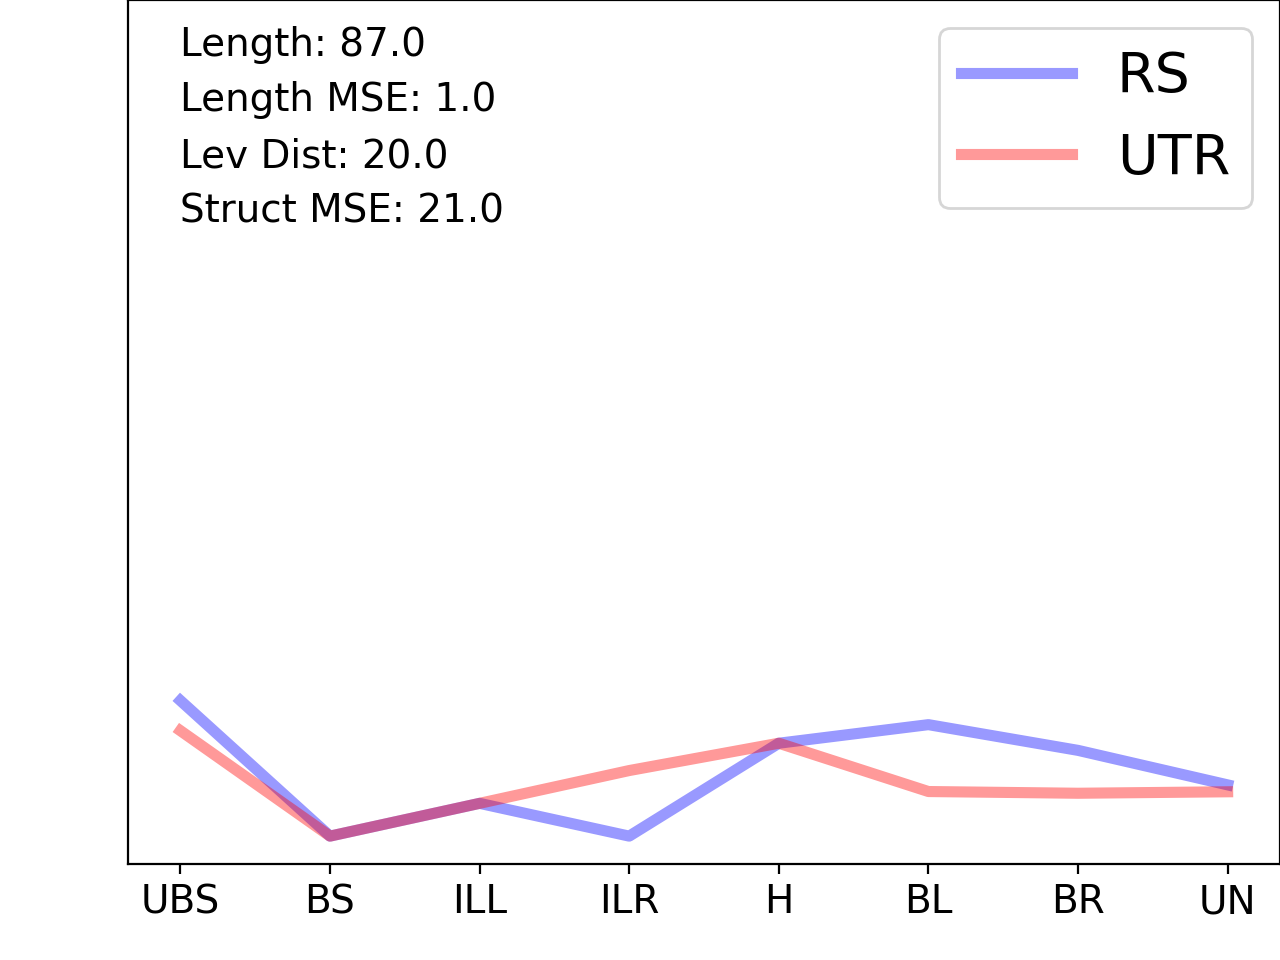 Length: 87.0
Length MSE: 1.0
Lev Dist: 20.0
Struct MSE: 21.0
RS
UTR
UBS BS ILL ILR H BL BR UN